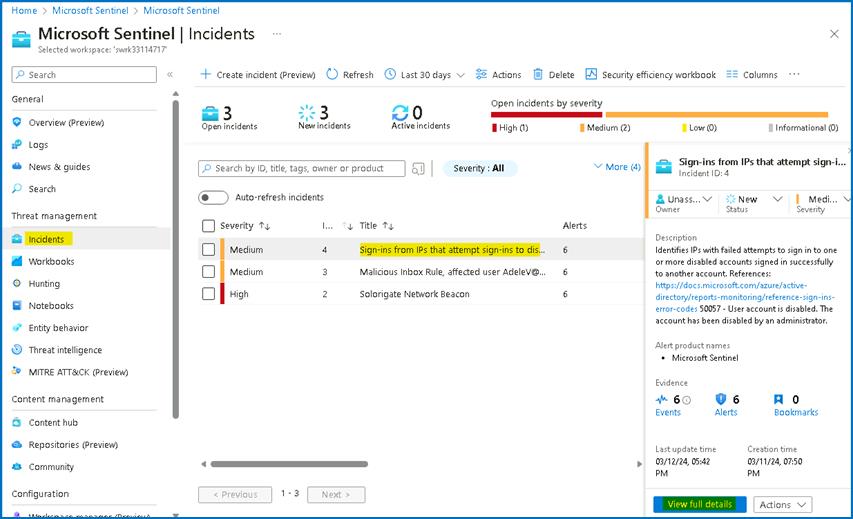 Home > Microsoft Sentinel > Microsoft Sentinel
Microsoft Sentinel | Incidents ...
Selected workspace: 'swrk33114717'
Search «
General
Overview (Preview)
Logs
News & guides
Search
Threat management
Incidents
Workbooks
Hunting
Notebooks
Entity behavior
Threat intelligence
MITRE ATT&CK (Preview)
Content management
Content hub
Repositories (Preview)
Community
Configuration
Workspace manager (Preview)
+ Create incident (Preview) Refresh Last 30 days Actions Delete Security efficiency workbook Columns ...
3 Open incidents
3 New incidents
0 Active incidents
Open incidents by severity
High (1) Medium (2) Low (0) Informational (0)
Search by ID, title, tags, owner or product
Severity : All
More (4)
Auto-refresh incidents
Severity ↑↓ I... ↑↓ Title ↑↓ Alerts
Medium 4 Sign-ins from IPs that attempt sign-ins to dis... 6
Medium 3 Malicious Inbox Rule, affected user AdeleV@... 6
High 2 Solorigate Network Beacon 6
< Previous 1 - 3 Next >
Sign-ins from IPs that attempt sign-i...
Incident ID: 4
Unass... New Medi...
Owner Status Severity
Description
Identifies IPs with failed attempts to sign in to one
or more disabled accounts signed in successfully
to another account. References:
https://docs.microsoft.com/azure/active-
directory/reports-monitoring/reference-sign-ins-
error-codes 50057 - User account is disabled. The
account has been disabled by an administrator.
Alert product names
• Microsoft Sentinel
Evidence
6 6 0
Events Alerts Bookmarks
Last update time Creation time
03/12/24, 05:42 03/11/24, 07:50
PM PM
View full details Actions